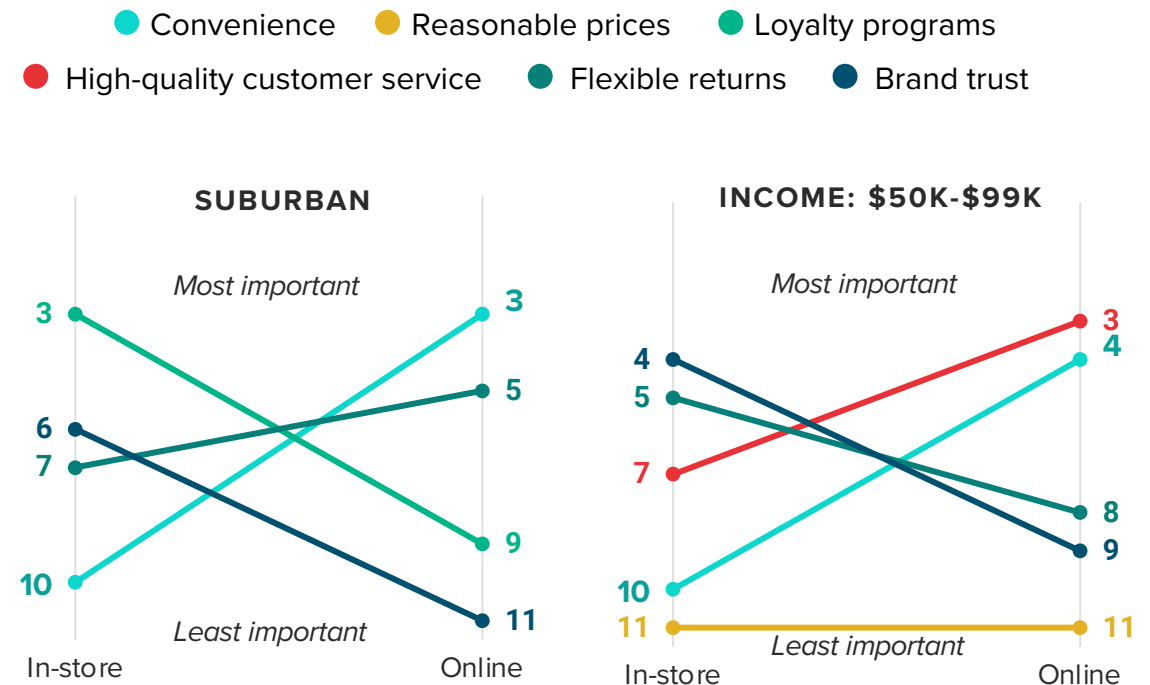 Convenience Reasonable prices Loyalty programs
High-quality customer service Flexible returns Brand trust
SUBURBAN
Most important
3 3
5
6
7
9
10
11
Least important
In-store Online
INCOME: $50K-$99K
Most important
3
4 4
5
7
8
9
10
11 11
Least important
In-store Online